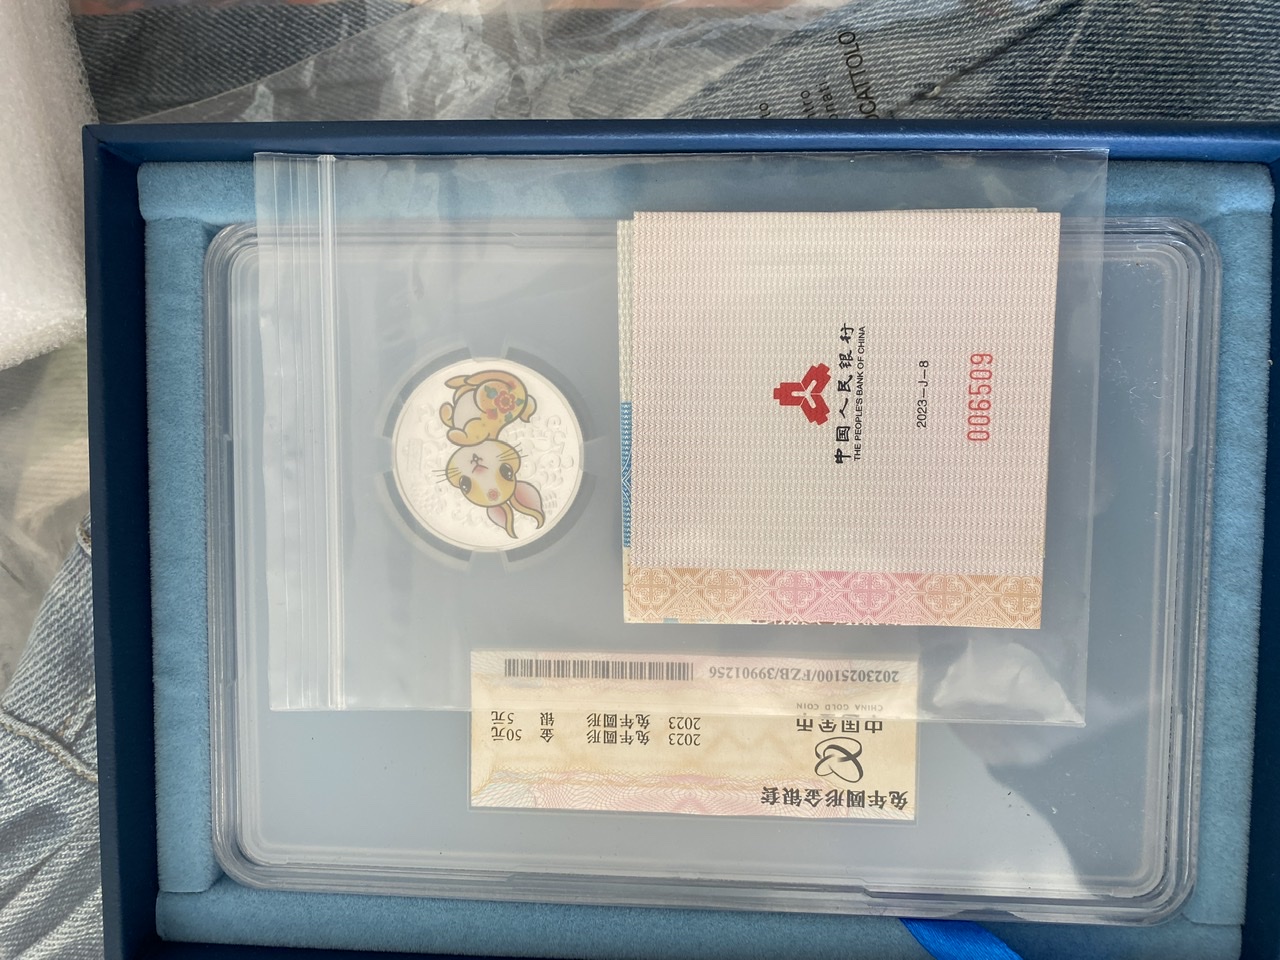 OCATTOLO
中国人民银行
THE PEOPLE'S BANK OF CHINA
2023-J-8
006509
兔年圆形金银套
中国金币
CHINA GOLD COIN
2023 兔年圆形 金 50元
2023 兔年圆形 银 5元
2023025100/FZB/39901256